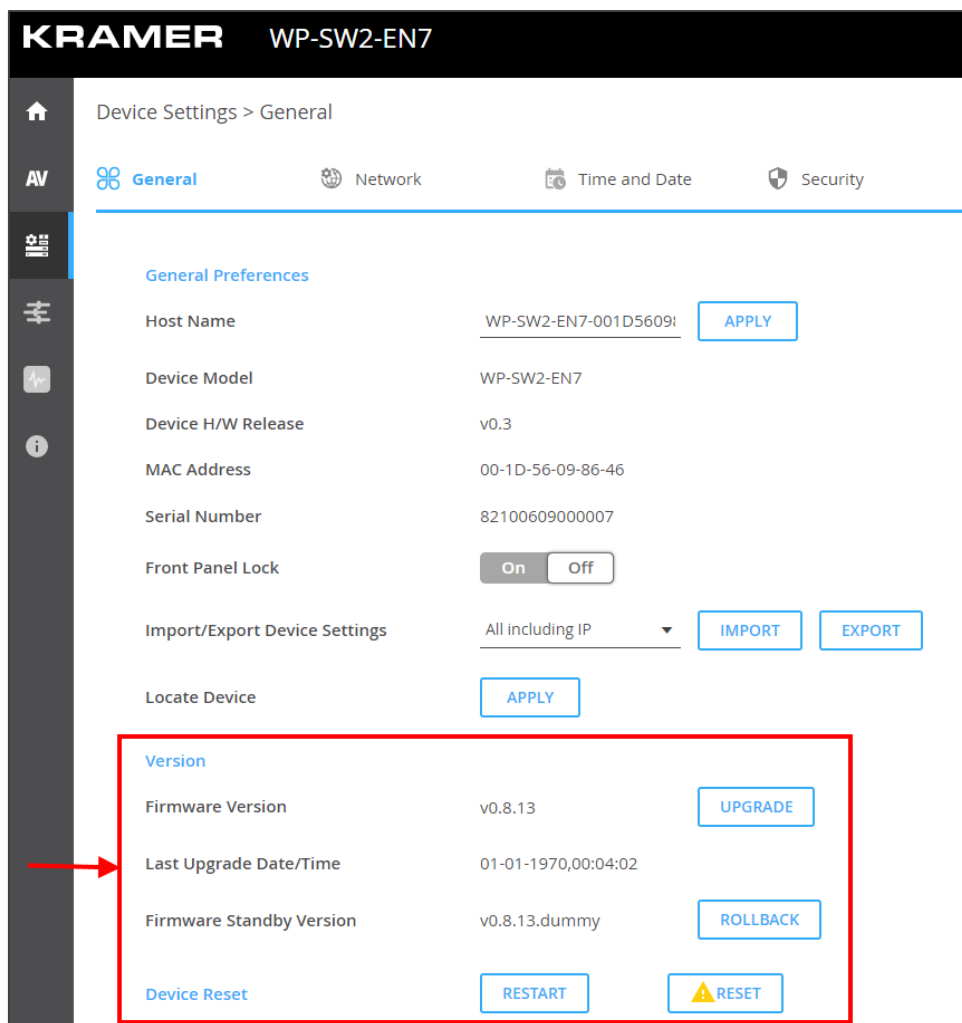 KRAMER WP-SW2-EN7
Device Settings > General
AV
General Network Time and Date Security
General Preferences
Host Name WP-SW2-EN7-001D5609 APPLY
Device Model WP-SW2-EN7
Device H/W Release v0.3
MAC Address 00-1D-56-09-86-46
Serial Number 82100609000007
Front Panel Lock On Off
Import/Export Device Settings All including IP IMPORT EXPORT
Locate Device APPLY
Version
Firmware Version v0.8.13 UPGRADE
Last Upgrade Date/Time 01-01-1970,00:04:02
Firmware Standby Version v0.8.13.dummy ROLLBACK
Device Reset RESTART RESET